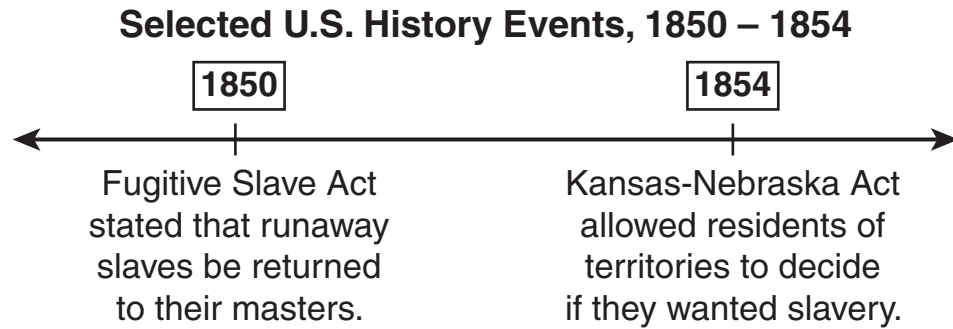 Selected U.S. History Events, 1850 – 1854
1850
1854
Fugitive Slave Act
stated that runaway
slaves be returned
to their masters.
Kansas-Nebraska Act
allowed residents of
territories to decide
if they wanted slavery.